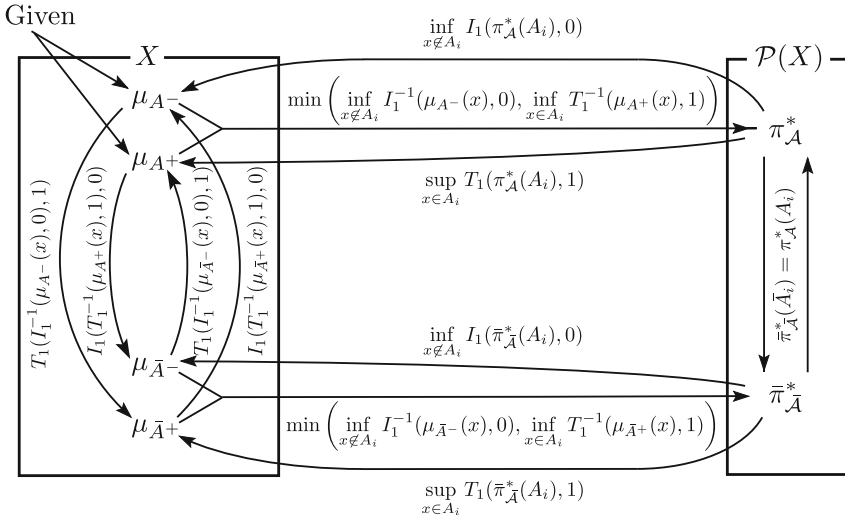 Given
X
P(X)
inf_{x∉A_i} I_1(π*_𝒜(A_i), 0)
μ_{A^-}
min ( inf_{x∉A_i} I_1^{-1}(μ_{A^-}(x), 0), inf_{x∈A_i} T_1^{-1}(μ_{A^+}(x), 1) )
π*_𝒜
μ_{A^+}
sup_{x∈A_i} T_1(π*_𝒜(A_i), 1)
T_1(I_1^{-1}(μ_{A^-}(x), 0), 1)
I_1(T_1^{-1}(μ_{A^+}(x), 1), 0)
T_1(I_1^{-1}(μ_{Ā^-}(x), 0), 1)
I_1(T_1^{-1}(μ_{Ā^+}(x), 1), 0)
π̄*_{𝒜̄}(Ā_i) = π*_𝒜(A_i)
inf_{x∉A_i} I_1(π̄*_{𝒜̄}(A_i), 0)
μ_{Ā^-}
π̄*_{𝒜̄}
min ( inf_{x∉A_i} I_1^{-1}(μ_{Ā^-}(x), 0), inf_{x∈A_i} T_1^{-1}(μ_{Ā^+}(x), 1) )
μ_{Ā^+}
sup_{x∈A_i} T_1(π̄*_{𝒜̄}(A_i), 1)